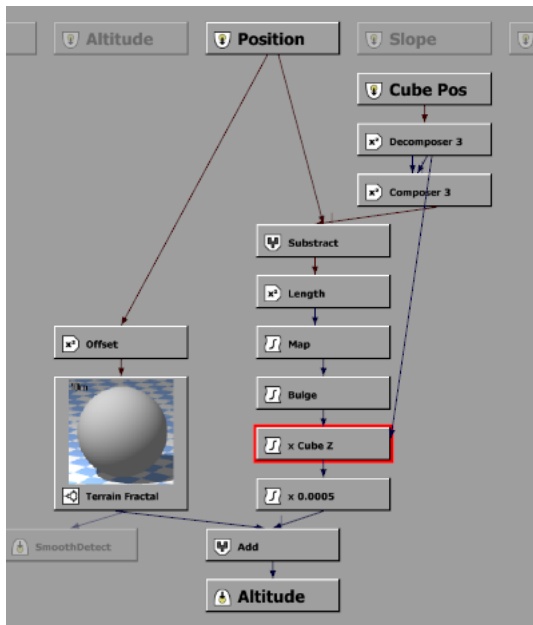 Altitude
Position
Slope
Cube Pos
Decomposer 3
Composer 3
Substract
Length
Offset
Map
Bulge
x Cube Z
Terrain Fractal
x 0.0005
SmoothDetect
Add
Altitude